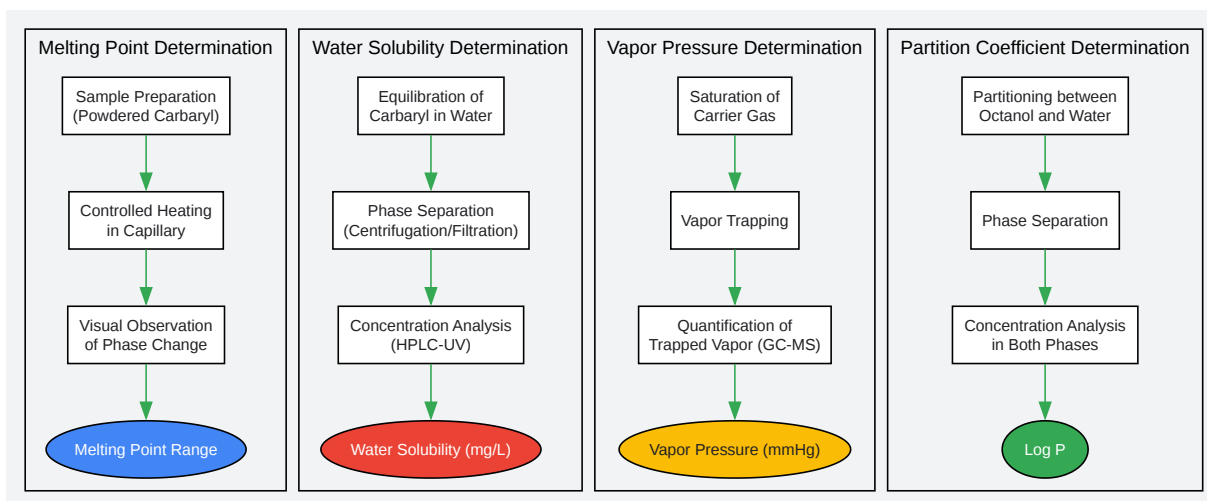 Melting Point Determination
Sample Preparation
(Powdered Carbaryl)
Controlled Heating
in Capillary
Visual Observation
of Phase Change
Melting Point Range
Water Solubility Determination
Equilibration of
Carbaryl in Water
Phase Separation
(Centrifugation/Filtration)
Concentration Analysis
(HPLC-UV)
Water Solubility (mg/L)
Vapor Pressure Determination
Saturation of
Carrier Gas
Vapor Trapping
Quantification of
Trapped Vapor (GC-MS)
Vapor Pressure (mmHg)
Partition Coefficient Determination
Partitioning between
Octanol and Water
Phase Separation
Concentration Analysis
in Both Phases
Log P